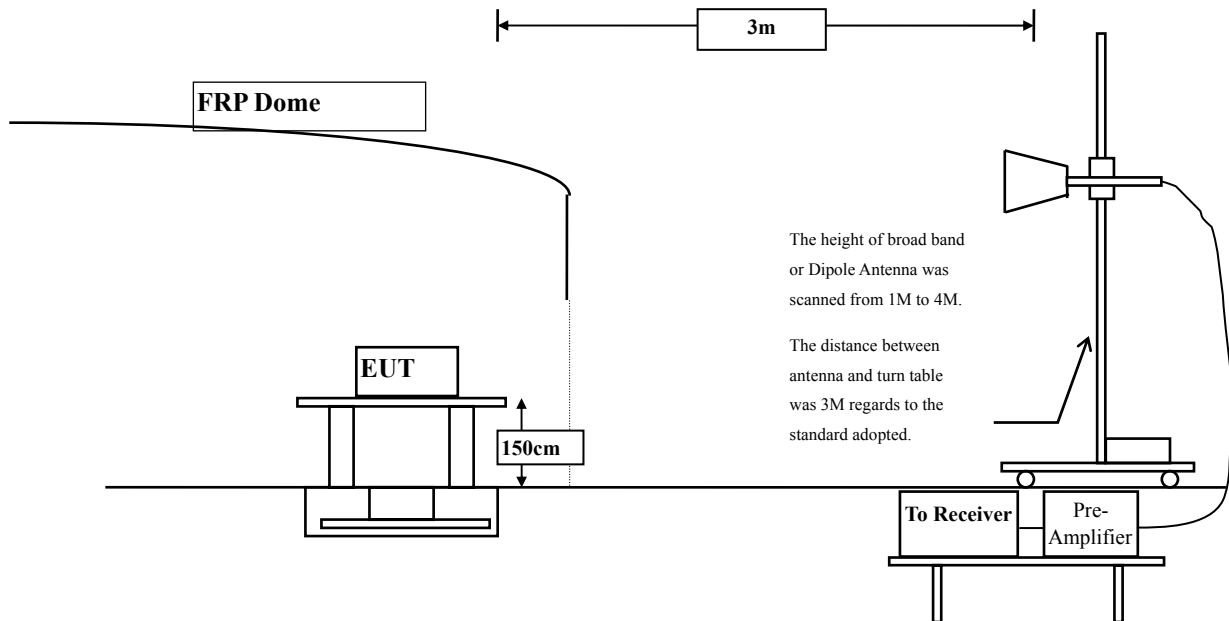 3m
FRP Dome
The height of broad band
or Dipole Antenna was
scanned from 1M to 4M.
The distance between
antenna and turn table
was 3M regards to the
standard adopted.
EUT
150cm
To Receiver
Pre-
Amplifier